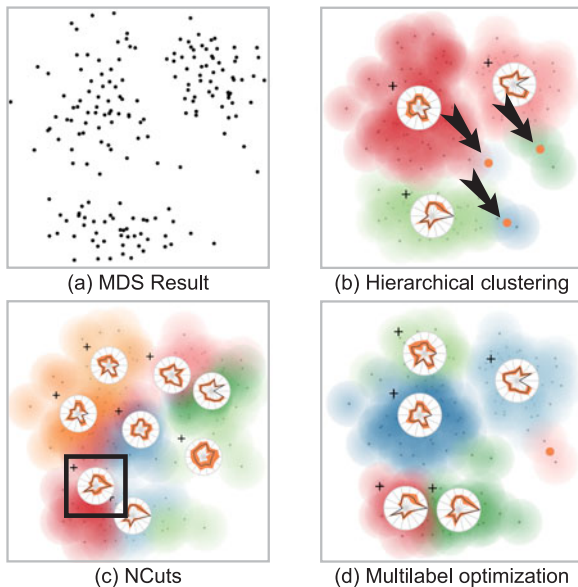 (a) MDS Result
(b) Hierarchical clustering
(c) NCuts
(d) Multilabel optimization